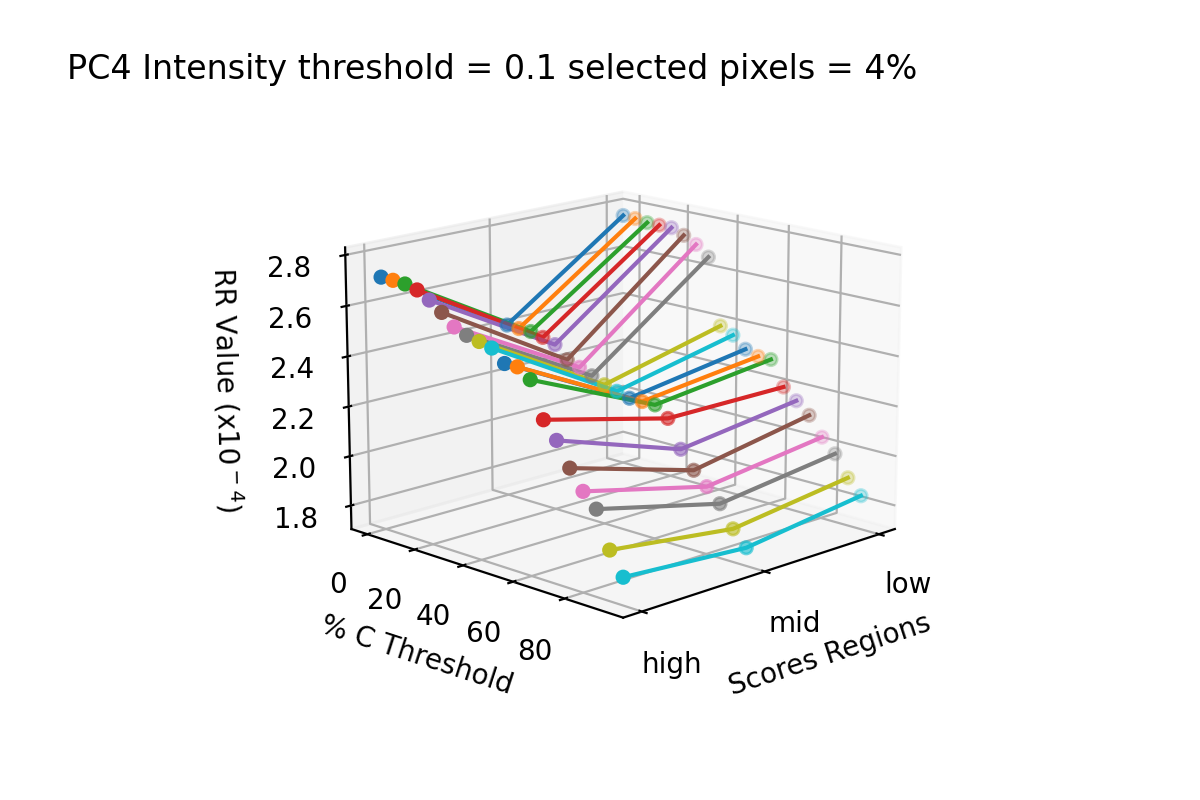 PC4 Intensity threshold = 0.1 selected pixels = 4%
RR Value (x10⁻⁴)
2.8
2.6
2.4
2.2
2.0
1.8
0
20
40
60
80
% C Threshold
high
mid
low
Scores Regions